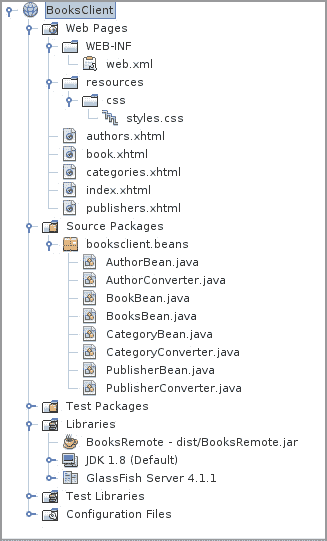 BooksClient
Web Pages
WEB-INF
web.xml
resources
css
styles.css
authors.xhtml
book.xhtml
categories.xhtml
index.xhtml
publishers.xhtml
Source Packages
booksclient.beans
AuthorBean.java
AuthorConverter.java
BookBean.java
BooksBean.java
CategoryBean.java
CategoryConverter.java
PublisherBean.java
PublisherConverter.java
Test Packages
Libraries
BooksRemote - dist/BooksRemote.jar
JDK 1.8 (Default)
GlassFish Server 4.1.1
Test Libraries
Configuration Files